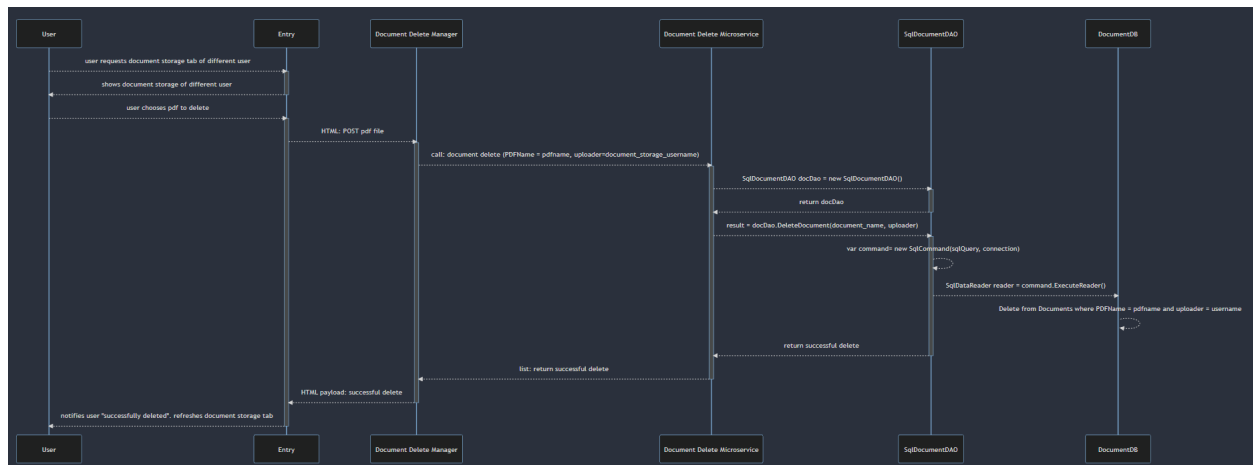 User
Entry
Document Delete Manager
Document Delete Microservice
SqlDocumentDAO
DocumentDB
user requests document storage tab of different user
shows document storage of different user
user chooses pdf to delete
HTML: POST pdf file
call: document delete (PDFName = pdfname, uploader=document_storage_username)
SqlDocumentDAO docDao = new SqlDocumentDAO()
return docDao
result = docDao.DeleteDocument(document_name, uploader)
var command= new SqlCommand(sqlQuery, connection)
SqlDataReader reader = command.ExecuteReader()
Delete from Documents where PDFName = pdfname and uploader = username
return successful delete
list: return successful delete
HTML payload: successful delete
notifies user "successfully deleted". refreshes document storage tab
User
Entry
Document Delete Manager
Document Delete Microservice
SqlDocumentDAO
DocumentDB